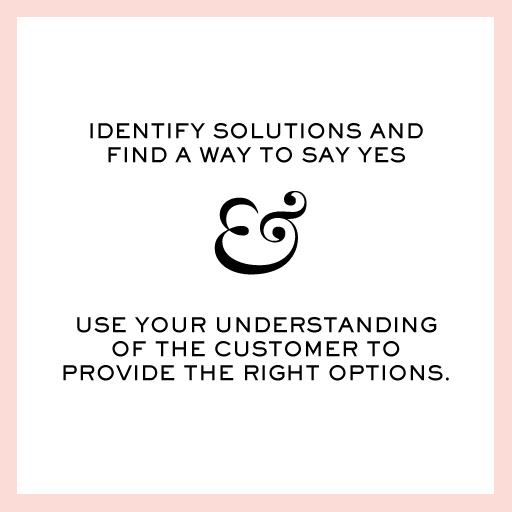 IDENTIFY SOLUTIONS AND
FIND A WAY TO SAY YES
&
USE YOUR UNDERSTANDING
OF THE CUSTOMER TO
PROVIDE THE RIGHT OPTIONS.